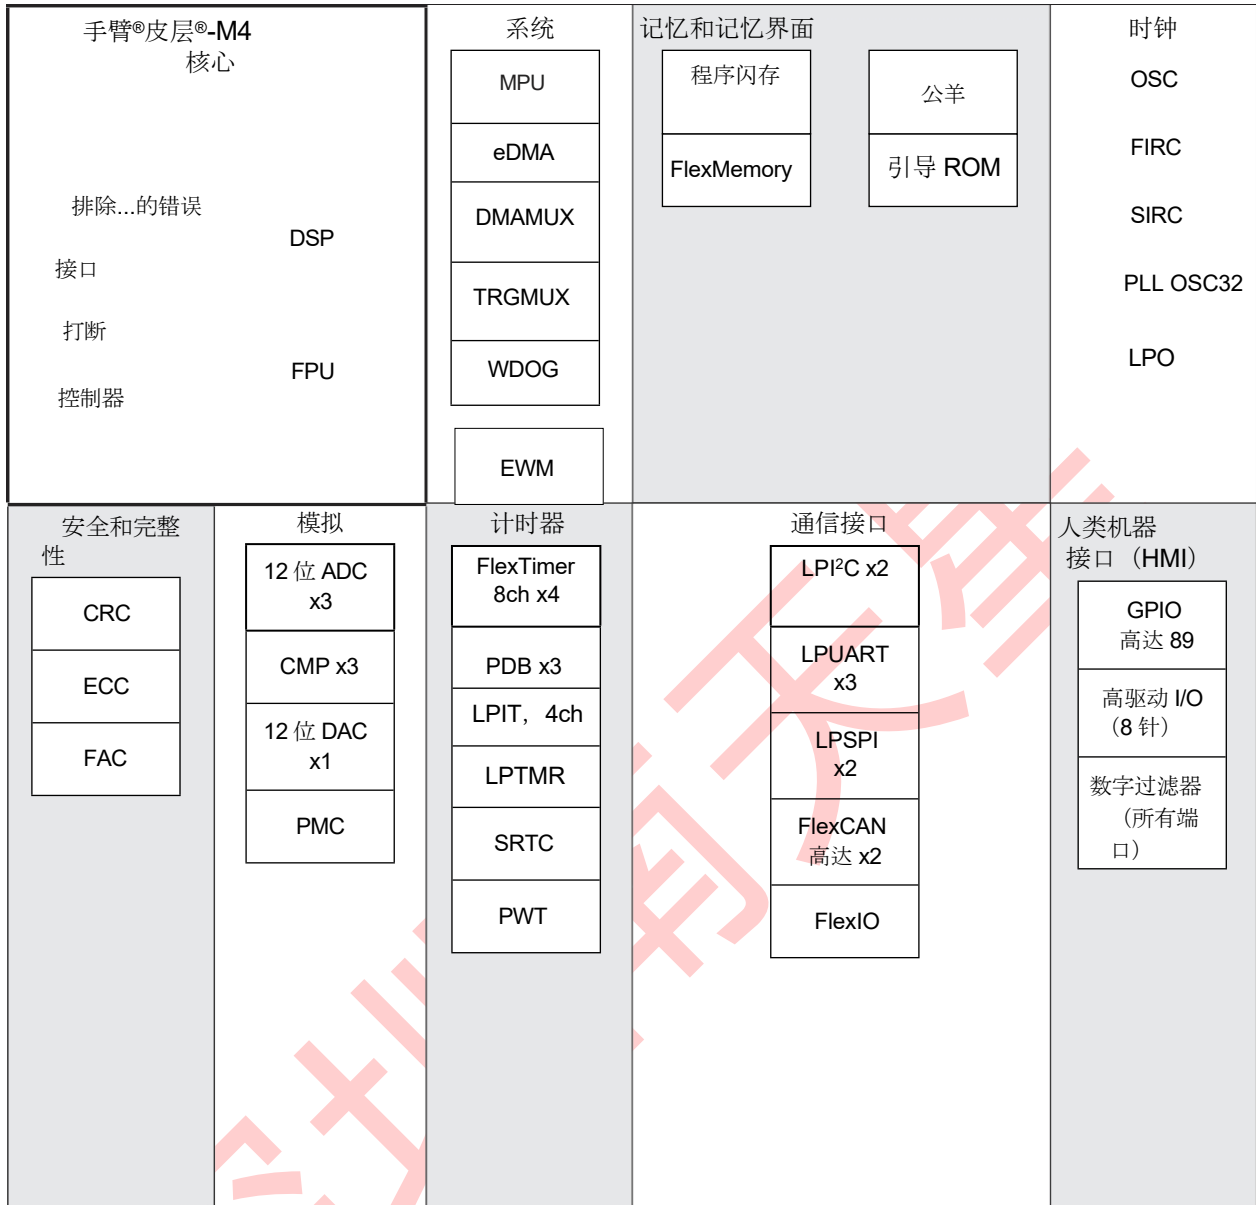 手臂®皮层®-M4
核心
排除...的错误
DSP
接口
打断
FPU
控制器
系统
MPU
eDMA
DMAMUX
TRGMUX
WDOG
EWM
记忆和记忆界面
程序闪存
FlexMemory
公羊
引导 ROM
时钟
OSC
FIRC
SIRC
PLL OSC32
LPO
安全和完整
性
CRC
ECC
FAC
模拟
12 位 ADC
x3
CMP x3
12 位 DAC
x1
PMC
计时器
FlexTimer
8ch x4
PDB x3
LPIT，4ch
LPTMR
SRTC
PWT
通信接口
LPI²C x2
LPUART
x3
LPSPI
x2
FlexCAN
高达 x2
FlexIO
人类机器
接口（HMI）
GPIO
高达 89
高驱动 I/O
（8 针）
数字过滤器
（所有端
口）
深圳南天星